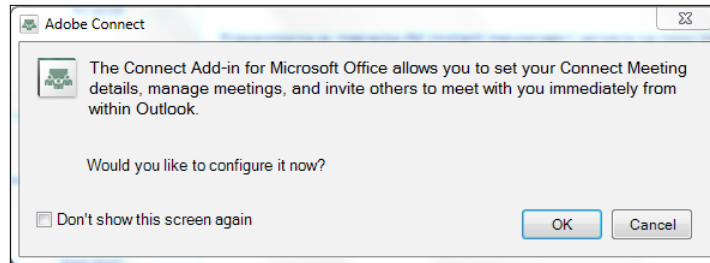 Adobe Connect
The Connect Add-in for Microsoft Office allows you to set your Connect Meeting
details, manage meetings, and invite others to meet with you immediately from
within Outlook.
Would you like to configure it now?
Don't show this screen again
OK Cancel